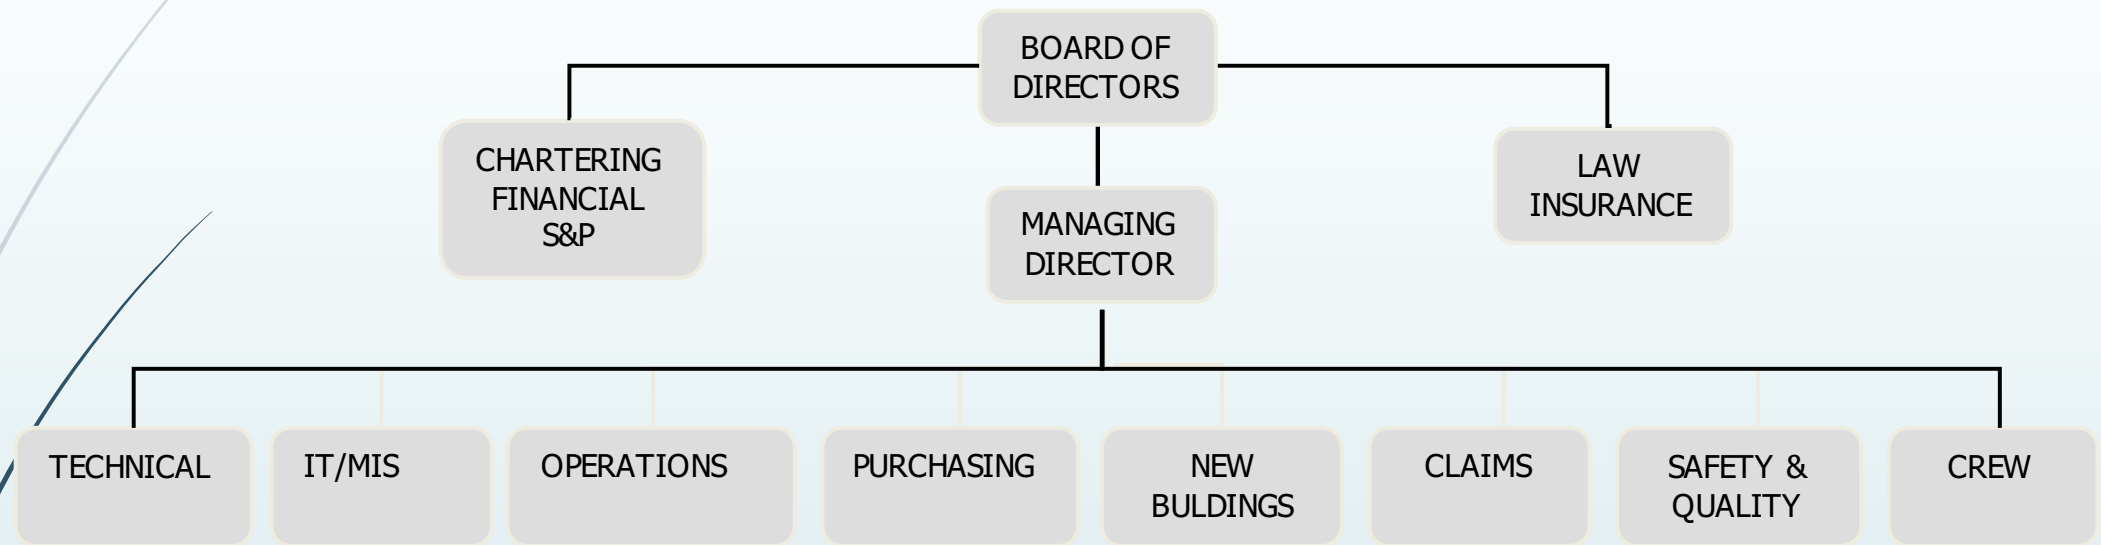 BOARD OF
DIRECTORS
CHARTERING
FINANCIAL
S&P
LAW
INSURANCE
MANAGING
DIRECTOR
TECHNICAL
IT/MIS
OPERATIONS
PURCHASING
NEW
BULDINGS
CLAIMS
SAFETY &
QUALITY
CREW